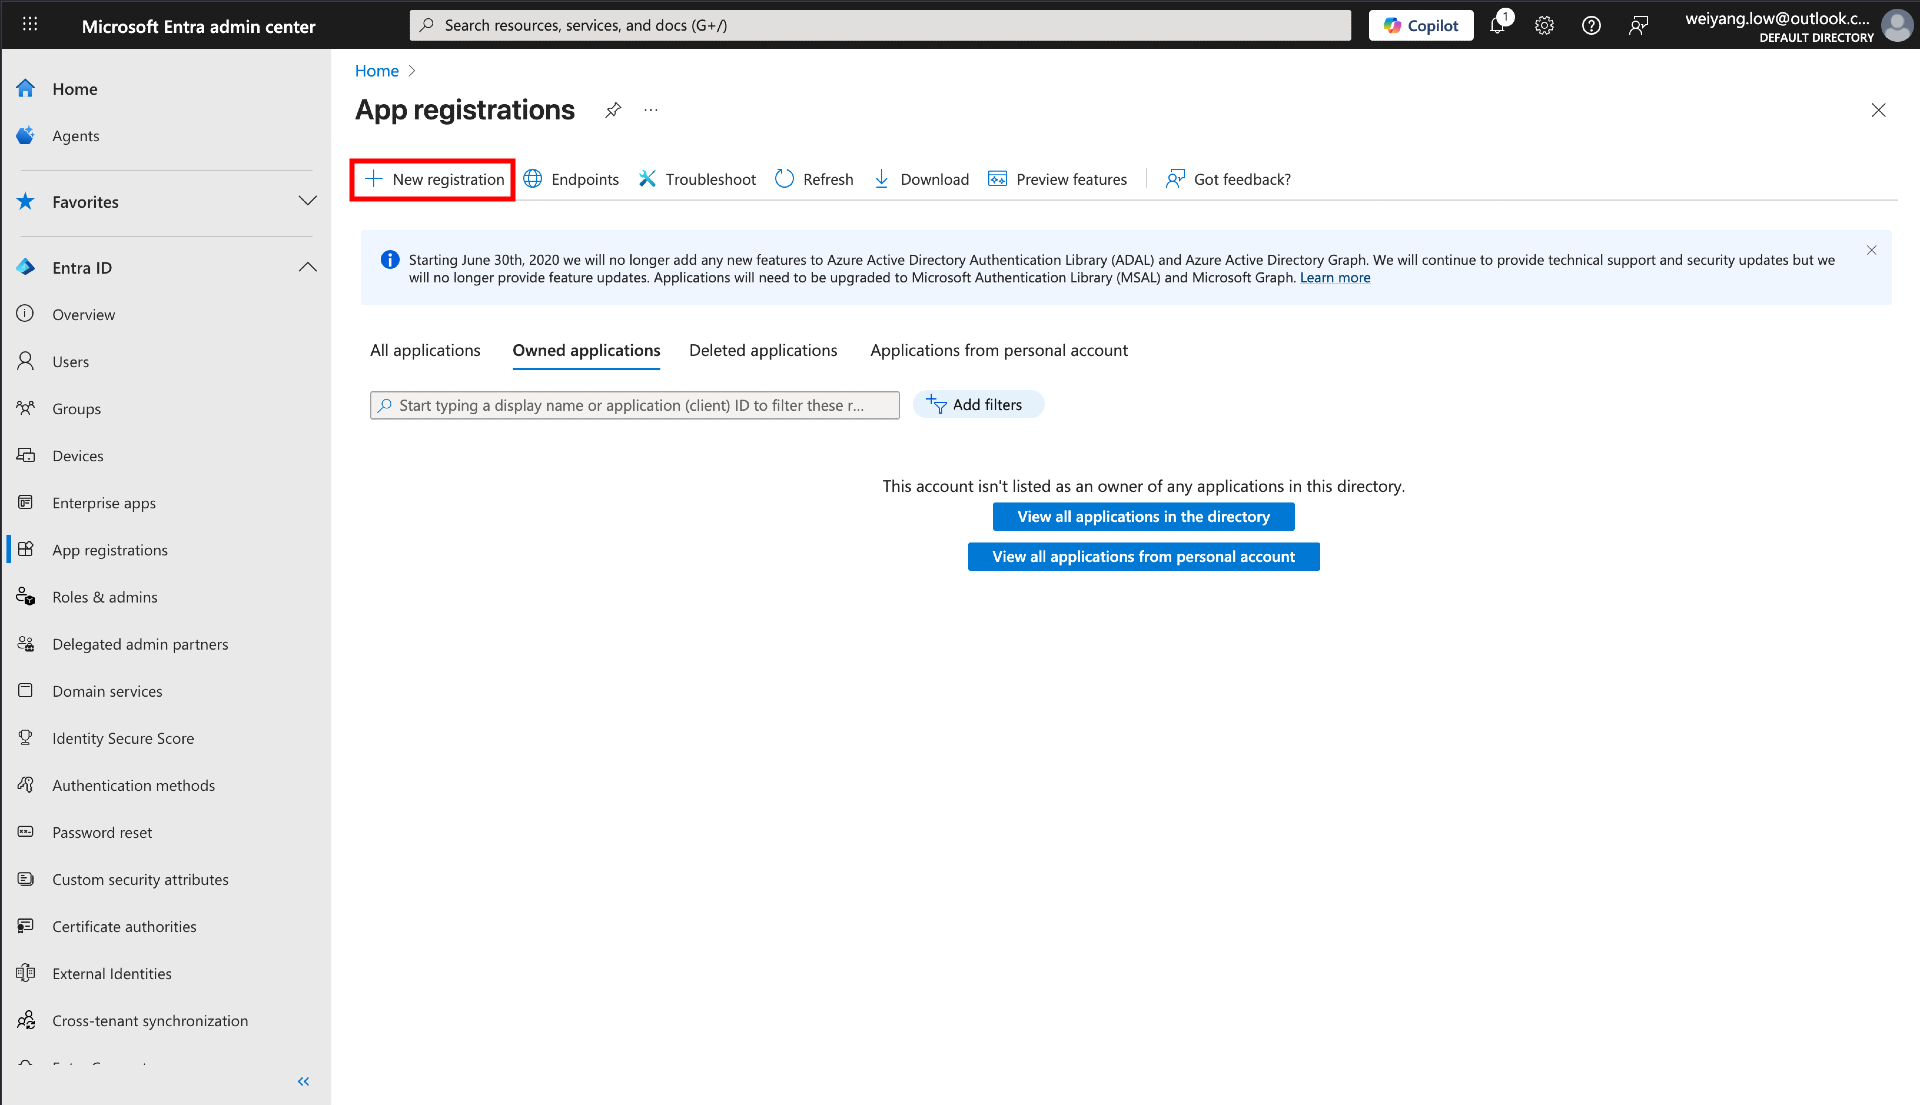 Microsoft Entra admin center
Search resources, services, and docs (G+/)
Copilot
1
weiyang.low@outlook.c...
DEFAULT DIRECTORY
Home
Agents
Favorites
Entra ID
Overview
Users
Groups
Devices
Enterprise apps
App registrations
Roles & admins
Delegated admin partners
Domain services
Identity Secure Score
Authentication methods
Password reset
Custom security attributes
Certificate authorities
External Identities
Cross-tenant synchronization
Home
App registrations
New registration
Endpoints
Troubleshoot
Refresh
Download
Preview features
Got feedback?
Starting June 30th, 2020 we will no longer add any new features to Azure Active Directory Authentication Library (ADAL) and Azure Active Directory Graph. We will continue to provide technical support and security updates but we
will no longer provide feature updates. Applications will need to be upgraded to Microsoft Authentication Library (MSAL) and Microsoft Graph. Learn more
All applications
Owned applications
Deleted applications
Applications from personal account
Start typing a display name or application (client) ID to filter these r...
Add filters
This account isn't listed as an owner of any applications in this directory.
View all applications in the directory
View all applications from personal account